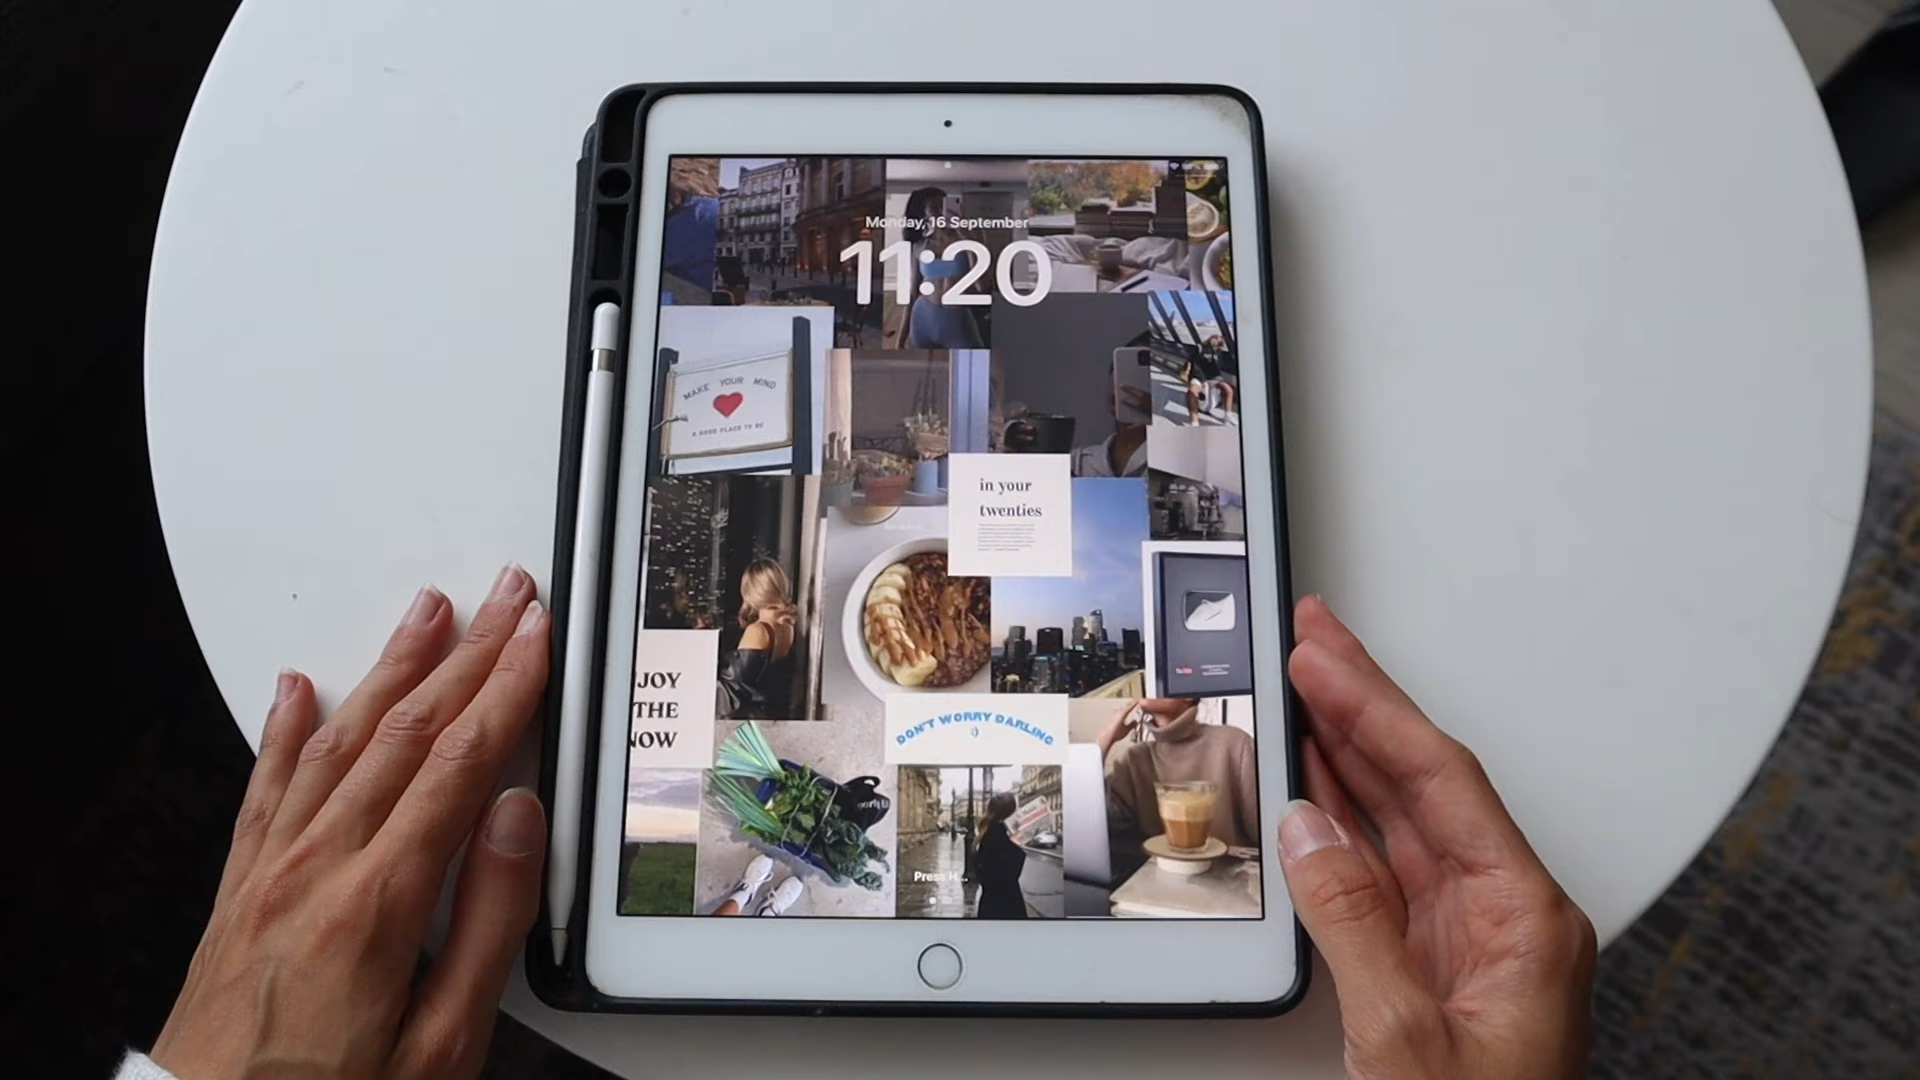 Monday, 16 September
11:20
MAKE YOUR MIND
A GOOD PLACE TO BE
in your
twenties
JOY
THE
NOW
DON'T WORRY DARLING
:)
Press H...